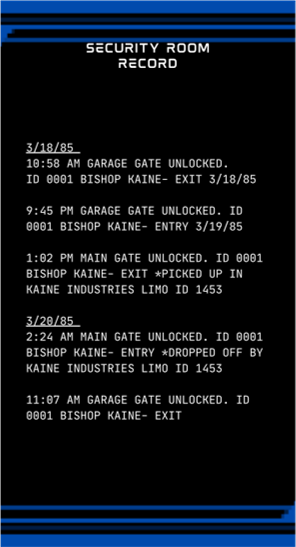 SECURITY ROOM
RECORD
3/18/85
10:58 AM GARAGE GATE UNLOCKED.
ID 0001 BISHOP KAINE- EXIT 3/18/85
9:45 PM GARAGE GATE UNLOCKED. ID
0001 BISHOP KAINE- ENTRY 3/19/85
1:02 PM MAIN GATE UNLOCKED. ID 0001
BISHOP KAINE- EXIT *PICKED UP IN
KAINE INDUSTRIES LIMO ID 1453
3/20/85
2:24 AM MAIN GATE UNLOCKED. ID 0001
BISHOP KAINE- ENTRY *DROPPED OFF BY
KAINE INDUSTRIES LIMO ID 1453
11:07 AM GARAGE GATE UNLOCKED. ID
0001 BISHOP KAINE- EXIT